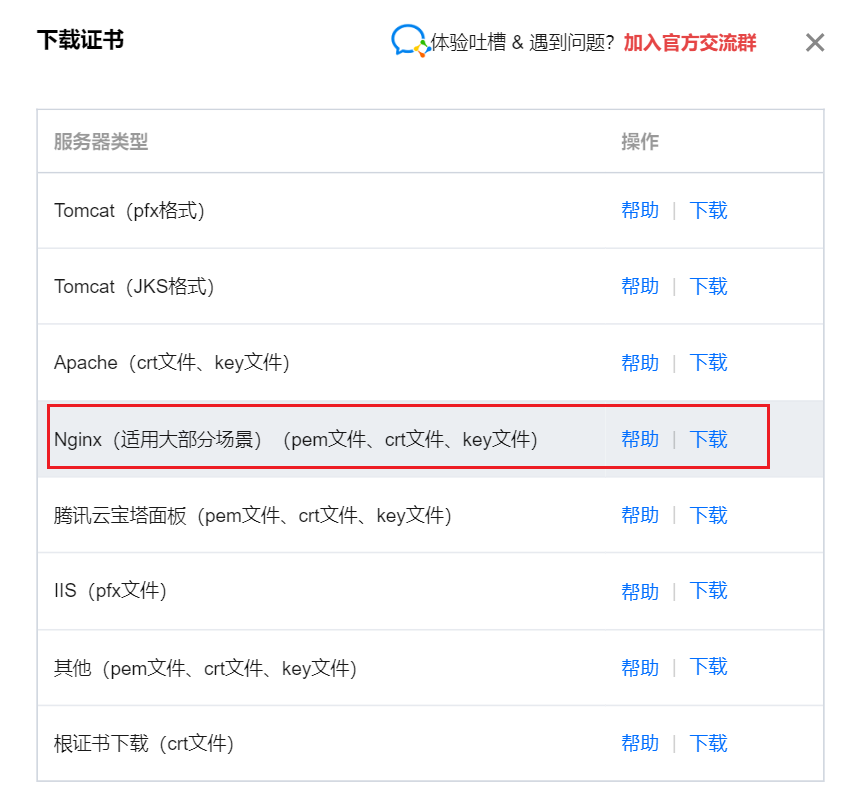 下载证书
体验吐槽 & 遇到问题? 加入官方交流群
服务器类型 操作
Tomcat（pfx格式） 帮助 | 下载
Tomcat（JKS格式） 帮助 | 下载
Apache（crt文件、key文件） 帮助 | 下载
Nginx（适用大部分场景）（pem文件、crt文件、key文件） 帮助 | 下载
腾讯云宝塔面板（pem文件、crt文件、key文件） 帮助 | 下载
IIS（pfx文件） 帮助 | 下载
其他（pem文件、crt文件、key文件） 帮助 | 下载
根证书下载（crt文件） 帮助 | 下载